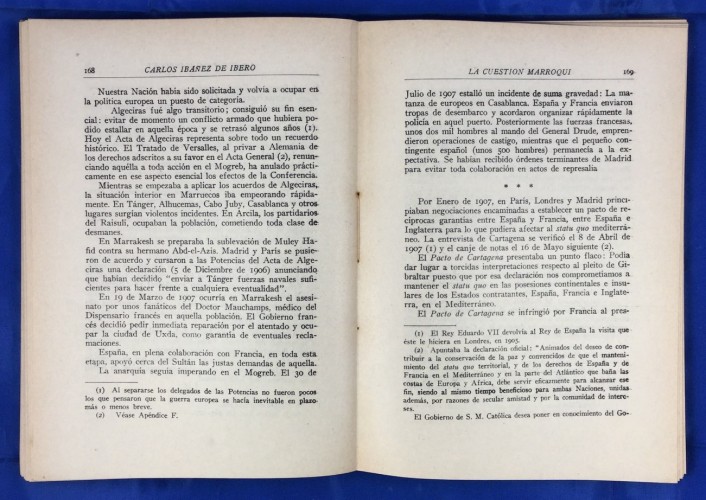 168 CARLOS IBAÑEZ DE IBERO
Nuestra Nación había sido solicitada y volvía a ocupar en
la política europea un puesto de categoría.
Algeciras fué algo transitorio; consiguió su fin esen-
cial: evitar de momento un conflicto armado que hubiera po-
dido estallar en aquella época y se retrasó algunos años (1).
Hoy el Acta de Algeciras representa sobre todo un recuerdo
histórico. El Tratado de Versalles, al privar a Alemania de
los derechos adscritos a su favor en el Acta General (2), renun-
ciando aquélla a toda acción en el Mogreb, ha anulado prácti-
camente en ese aspecto esencial los efectos de la Conferencia.
Mientras se empezaba a aplicar los acuerdos de Algeciras,
la situación interior en Marruecos iba empeorando rápida-
mente. En Tánger, Alhucemas, Cabo Juby, Casablanca y otros
lugares surgían violentos incidentes. En Arcila, los partidarios
del Raisuli, ocupaban la población, cometiendo toda clase de
desmanes.
En Marrakesh se preparaba la sublevación de Muley Ha-
fid contra su hermano Abd-el-Azis. Madrid y París se pusie-
ron de acuerdo y cursaron a las Potencias del Acta de Alge-
ciras una declaración (5 de Diciembre de 1906) anunciando
que habían decidido "enviar a Tánger fuerzas navales sufi-
cientes para hacer frente a cualquiera eventualidad".
En 19 de Marzo de 1907 ocurría en Marrakesh el asesi-
nato por unos fanáticos del Doctor Mauchamps, médico del
Dispensario francés en aquella población. El Gobierno fran-
cés decidió pedir inmediata reparación por el atentado y ocu-
par la ciudad de Uxda, como garantía de eventuales recla-
maciones.
España, en plena colaboración con Francia, en toda esta
etapa, apoyó cerca del Sultán las justas demandas de aquella.
La anarquía seguía imperando en el Mogreb. El 30 de
(1) Al separarse los delegados de las Potencias no fueron pocos
los que pensaron que la guerra europea se hacía inevitable en plazo
más o menos breve.
(2) Véase Apéndice F.
LA CUESTION MARROQUI 169
Julio de 1907 estalló un incidente de suma gravedad: La ma-
tanza de europeos en Casablanca. España y Francia enviaron
tropas de desembarco y acordaron organizar rápidamente la
policía en aquel puerto. Posteriormente las fuerzas francesas,
unos dos mil hombres al mando del General Drude, empren-
dieron operaciones de castigo, mientras que el pequeño con-
tingente español (unos 500 hombres) permanecía a la ex-
pectativa. Se habían recibido órdenes terminantes de Madrid
para evitar toda colaboración en actos de represalia
* * *
Por Enero de 1907, en París, Londres y Madrid princi-
piaban negociaciones encaminadas a establecer un pacto de re-
cíprocas garantías entre España y Francia, entre España e
Inglaterra para lo que pudiera afectar al statu quo mediterrá-
neo. La entrevista de Cartagena se verificó el 8 de Abril de
1907 (1) y el canje de notas el 16 de Mayo siguiente (2).
El Pacto de Cartagena presentaba un punto flaco: Podía
dar lugar a torcidas interpretaciones respecto al pleito de Gi-
braltar puesto que por esa declaración nos comprometíamos a
mantener el statu quo en las posesiones continentales e insu-
lares de los Estados contratantes, España, Francia e Inglate-
rra, en el Mediterráneo.
El Pacto de Cartagena se infringió por Francia al pres-
(1) El Rey Eduardo VII devolvía al Rey de España la visita que
éste le hiciera en Londres, en 1905.
(2) Apuntaba la declaración oficial: "Animados del deseo de con-
tribuir a la conservación de la paz y convencidos de que el manteni-
miento del statu quo territorial, y de los derechos de España y de
Francia en el Mediterráneo y en la parte del Atlántico que baña las
costas de Europa y Africa, debe servir eficazmente para alcanzar ese
fin, siendo al mismo tiempo beneficioso para ambas Naciones, unidas
además, por razones de secular amistad y por la comunidad de intere-
ses.
El Gobierno de S. M. Católica desea poner en conocimiento del Go-